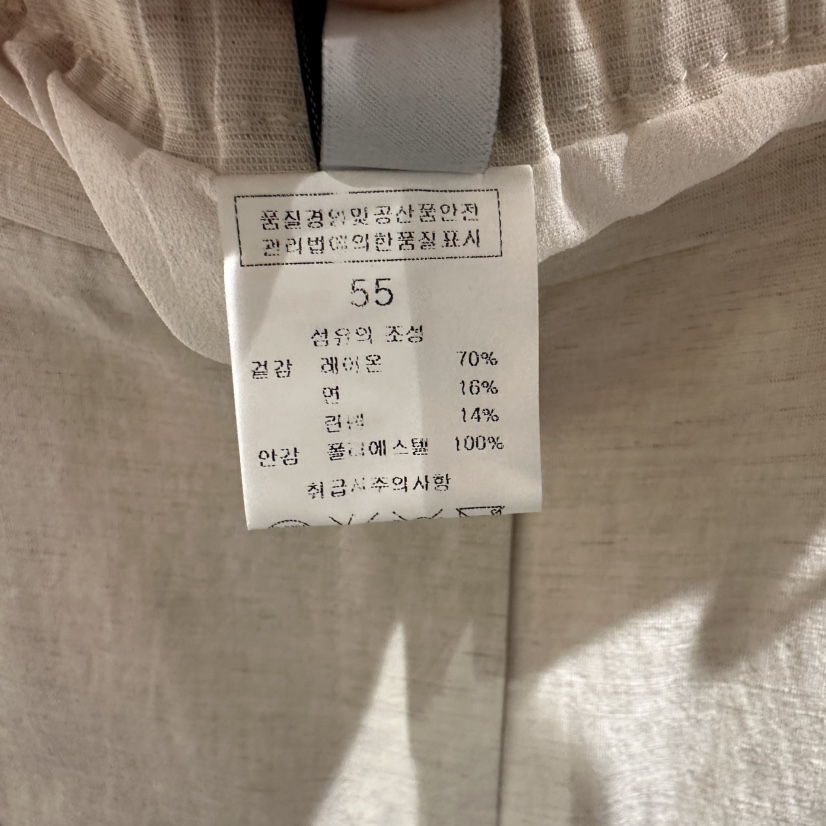 품질경영및공산품안전
관리법에의한품질표시
55
섬유의 조성
겉감 레이온 70%
면 16%
린넨 14%
안감 폴리에스텔 100%
취급시주의사항